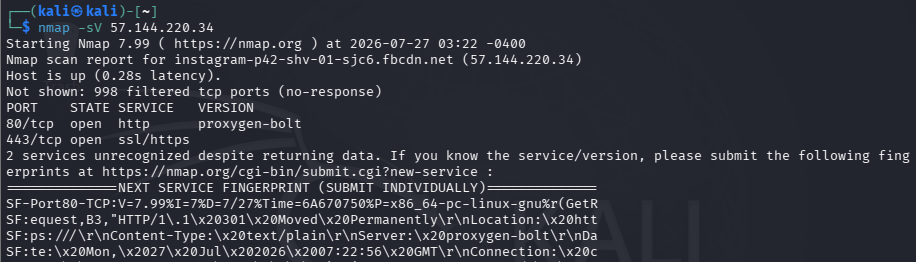 ┌──(kali㉿kali)-[~]
└─$ nmap -sV 57.144.220.34
Starting Nmap 7.99 ( https://nmap.org ) at 2026-07-27 03:22 -0400
Nmap scan report for instagram-p42-shv-01-sjc6.fbcdn.net (57.144.220.34)
Host is up (0.28s latency).
Not shown: 998 filtered tcp ports (no-response)
PORT    STATE SERVICE   VERSION
80/tcp  open  http      proxygen-bolt
443/tcp open  ssl/https
2 services unrecognized despite returning data. If you know the service/version, please submit the following fing
erprints at https://nmap.org/cgi-bin/submit.cgi?new-service :
==============NEXT SERVICE FINGERPRINT (SUBMIT INDIVIDUALLY)==============
SF-Port80-TCP:V=7.99%I=7%D=7/27%Time=6A670750%P=x86_64-pc-linux-gnu%r(GetR
SF:equest,B3,"HTTP/1\.1\x20301\x20Moved\x20Permanently\r\nLocation:\x20htt
SF:ps:///\r\nContent-Type:\x20text/plain\r\nServer:\x20proxygen-bolt\r\nDa
SF:te:\x20Mon,\x2027\x20Jul\x202026\x2007:22:56\x20GMT\r\nConnection:\x20c
KALI